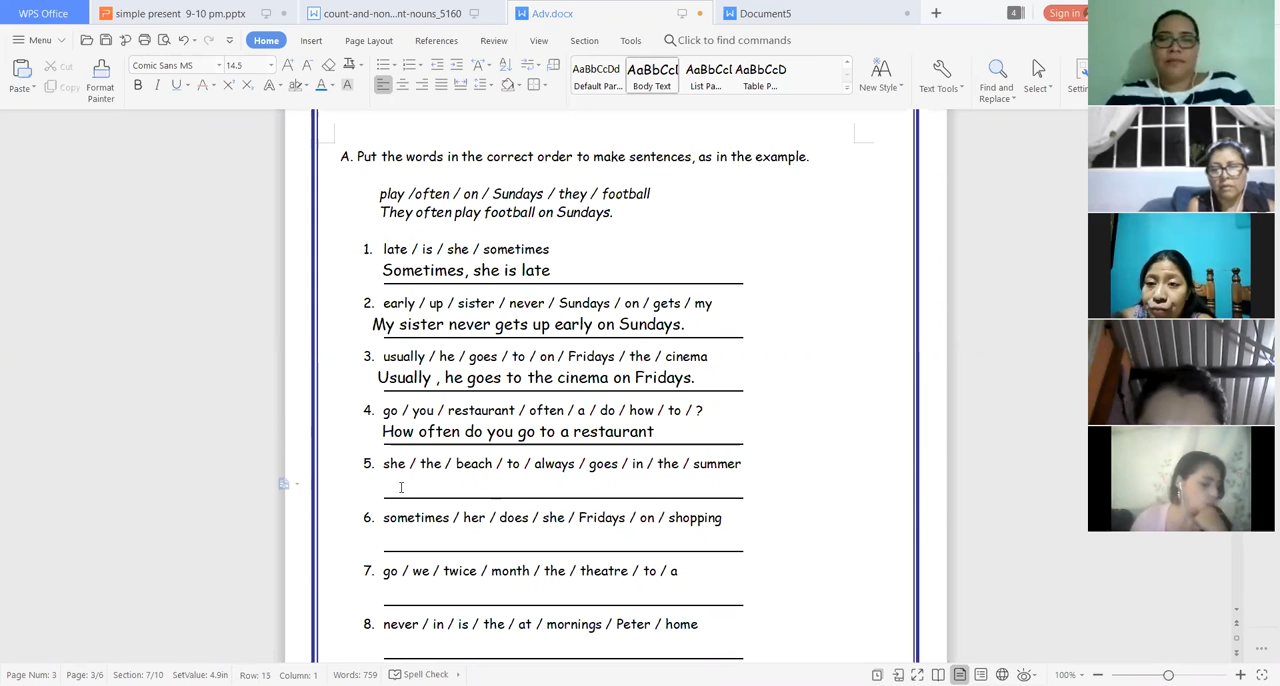 WPS Office
simple present 9-10 pm.pptx
count-and-non...nt-nouns_5160
Adv.docx
Document5
4
Sign in
Menu
Home
Insert
Page Layout
References
Review
View
Section
Tools
Click to find commands
Paste
Cut
Copy
Format Painter
Comic Sans MS
14.5
AaBbCcDd
AaBbCcI
AaBbCcI
AaBbCcD
Default Par...
Body Text
List Pa...
Table P...
New Style
Text Tools
Find and Replace
Select
A. Put the words in the correct order to make sentences, as in the example.
play /often / on / Sundays / they / football
They often play football on Sundays.
1. late / is / she / sometimes
Sometimes, she is late
2. early / up / sister / never / Sundays / on / gets / my
My sister never gets up early on Sundays.
3. usually / he / goes / to / on / Fridays / the / cinema
Usually , he goes to the cinema on Fridays.
4. go / you / restaurant / often / a / do / how / to / ?
How often do you go to a restaurant
5. she / the / beach / to / always / goes / in / the / summer
6. sometimes / her / does / she / Fridays / on / shopping
7. go / we / twice / month / the / theatre / to / a
8. never / in / is / the / at / mornings / Peter / home
Page Num: 3 Page: 3/6 Section: 7/10 SetValue: 4.9in Row: 15 Column: 1 Words: 759 Spell Check 100%